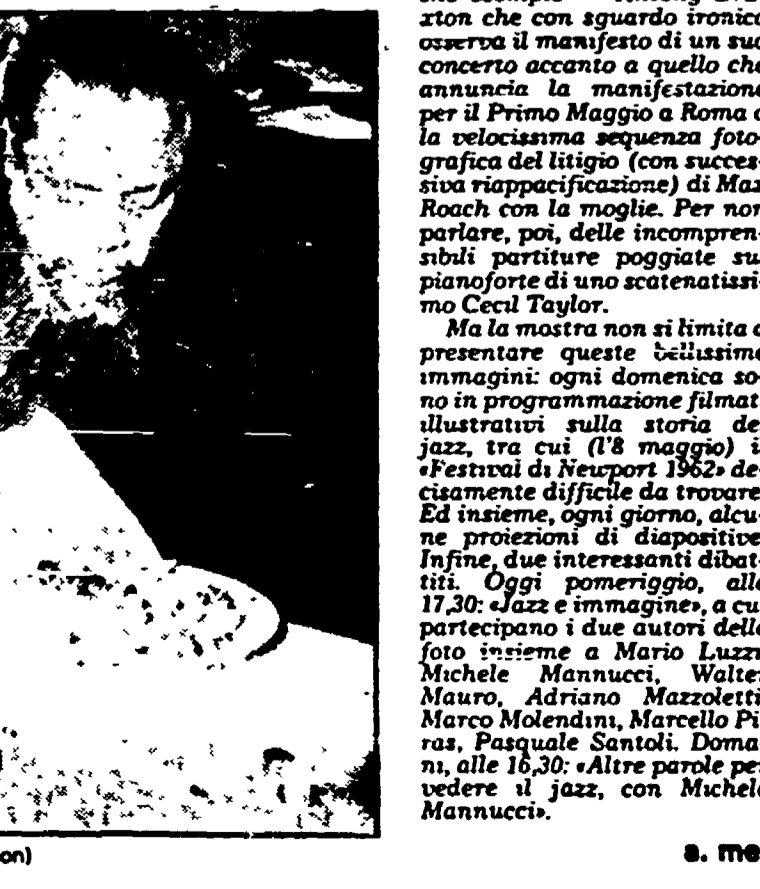 xton che con sguardo ironico
osserva il manifesto di un suo
concerto accanto a quello che
annuncia la manifestazione
per il Primo Maggio a Roma o
la velocissima sequenza foto-
grafica del litigio (con succes-
siva riappacificazione) di Max
Roach con la moglie. Per non
parlare, poi, delle incompren-
sibili partiture poggiate sul
pianoforte di uno scatenatissi-
mo Cecil Taylor.
Ma la mostra non si limita a
presentare queste bellissime
immagini: ogni domenica so-
no in programmazione filmati
illustrativi sulla storia del
jazz, tra cui (l'8 maggio) il
«Festival di Newport 1962» de-
cisamente difficile da trovare.
Ed insieme, ogni giorno, alcu-
ne proiezioni di diapositive.
Infine, due interessanti dibat-
titi. Oggi pomeriggio, alle
17,30: «Jazz e immagine», a cui
partecipano i due autori delle
foto insieme a Mario Luzzi,
Michele Mannucci, Walter
Mauro, Adriano Mazzoletti,
Marco Molendini, Marcello Pi-
ras, Pasquale Santoli. Doma-
ni, alle 16,30: «Altre parole per
vedere il jazz, con Michele
Mannucci».
on)
a. me